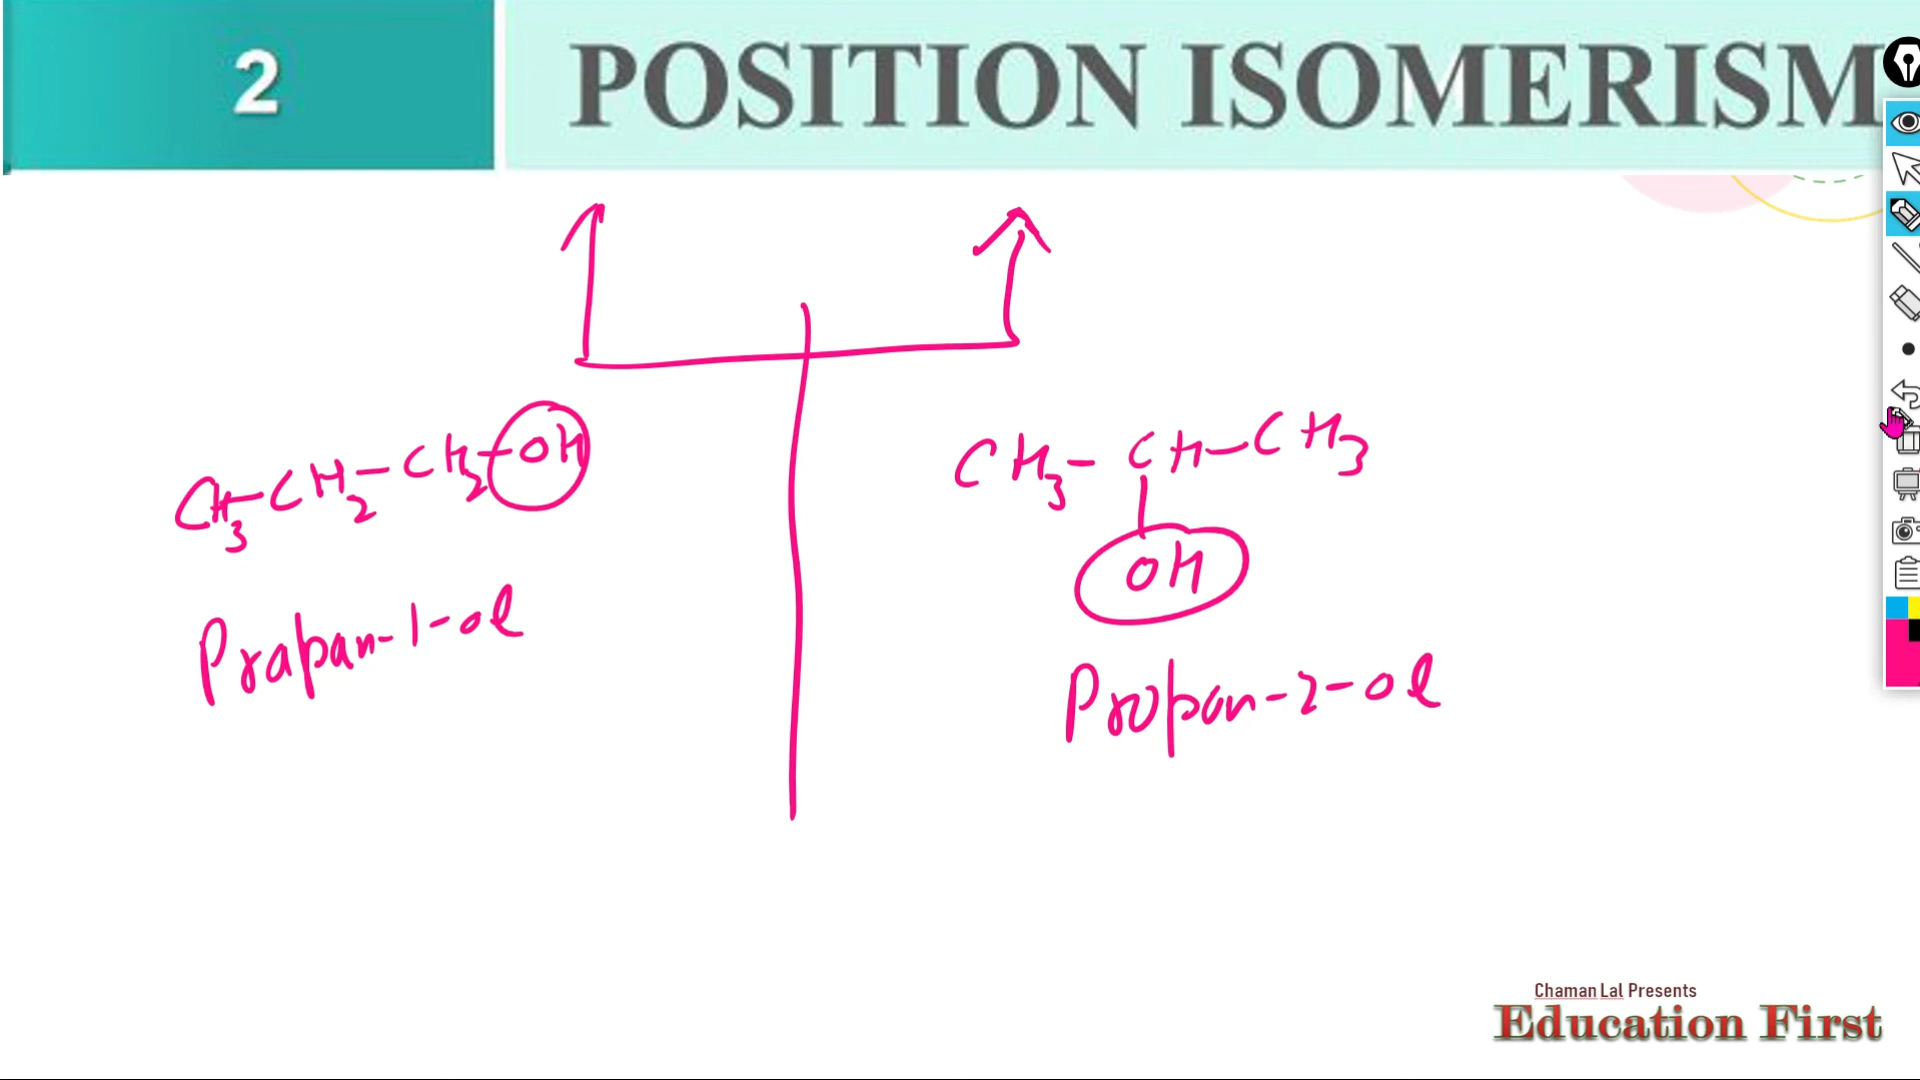 2
POSITION ISOMERISM
CH3-CH2-CH2-OH
CH3-CH-CH3
OH
Propan-1-ol
Propan-2-ol
Chaman Lal Presents
Education First